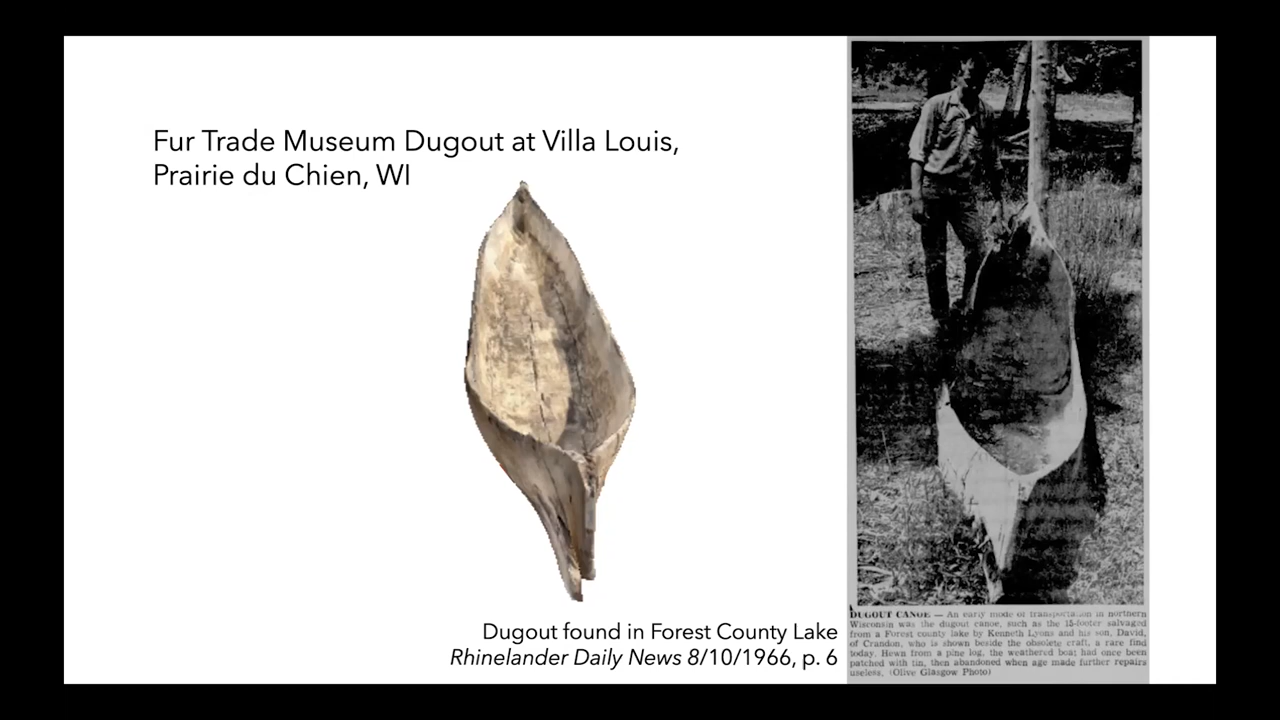 Fur Trade Museum Dugout at Villa Louis,
Prairie du Chien, WI
Dugout found in Forest County Lake
Rhinelander Daily News 8/10/1966, p. 6
DUGOUT CANOE — An early mode of transportation in northern
Wisconsin was the dugout canoe, such as the 15-footer salvaged
from a Forest county lake by Kenneth Lyons and his son, David,
of Crandon, who is shown beside the obsolete craft, a rare find
today. Hewn from a pine log, the weathered boat had once been
patched with tin, then abandoned when age made further repairs
useless. (Olive Glasgow Photo)